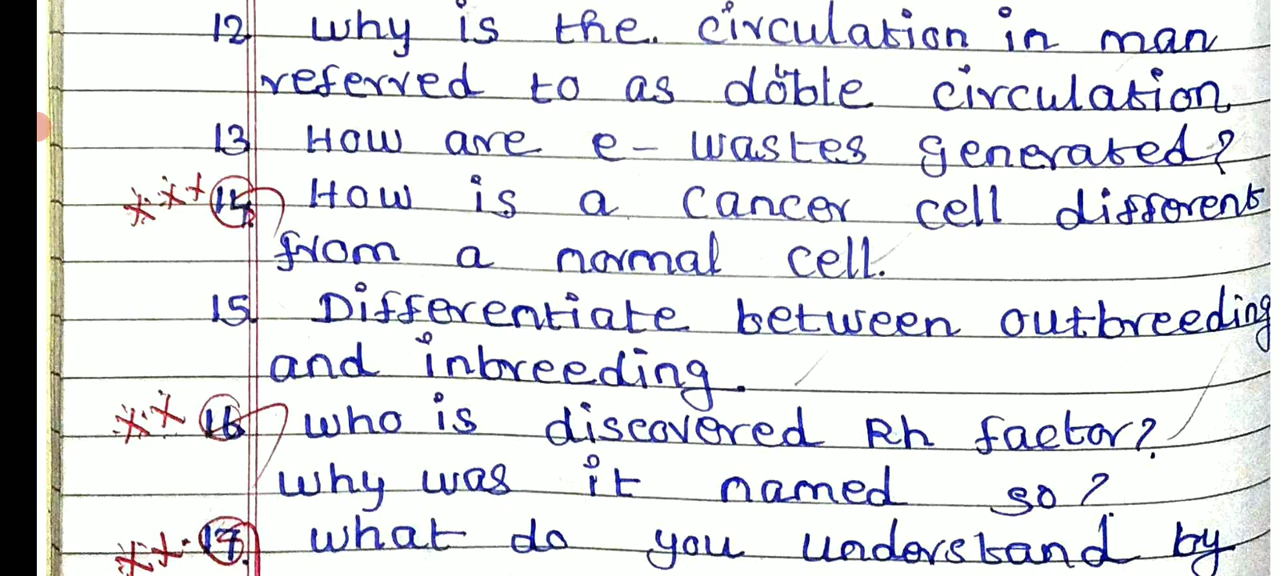 12. Why is the circulation in man
referred to as doble circulation
13. How are e-wastes generated?
*** 14. How is a cancer cell different
from a normal cell.
15. Differentiate between outbreeding
and inbreeding.
** 16. who is discovered Rh factor?
why was it named so?
** 17. what do you understand by